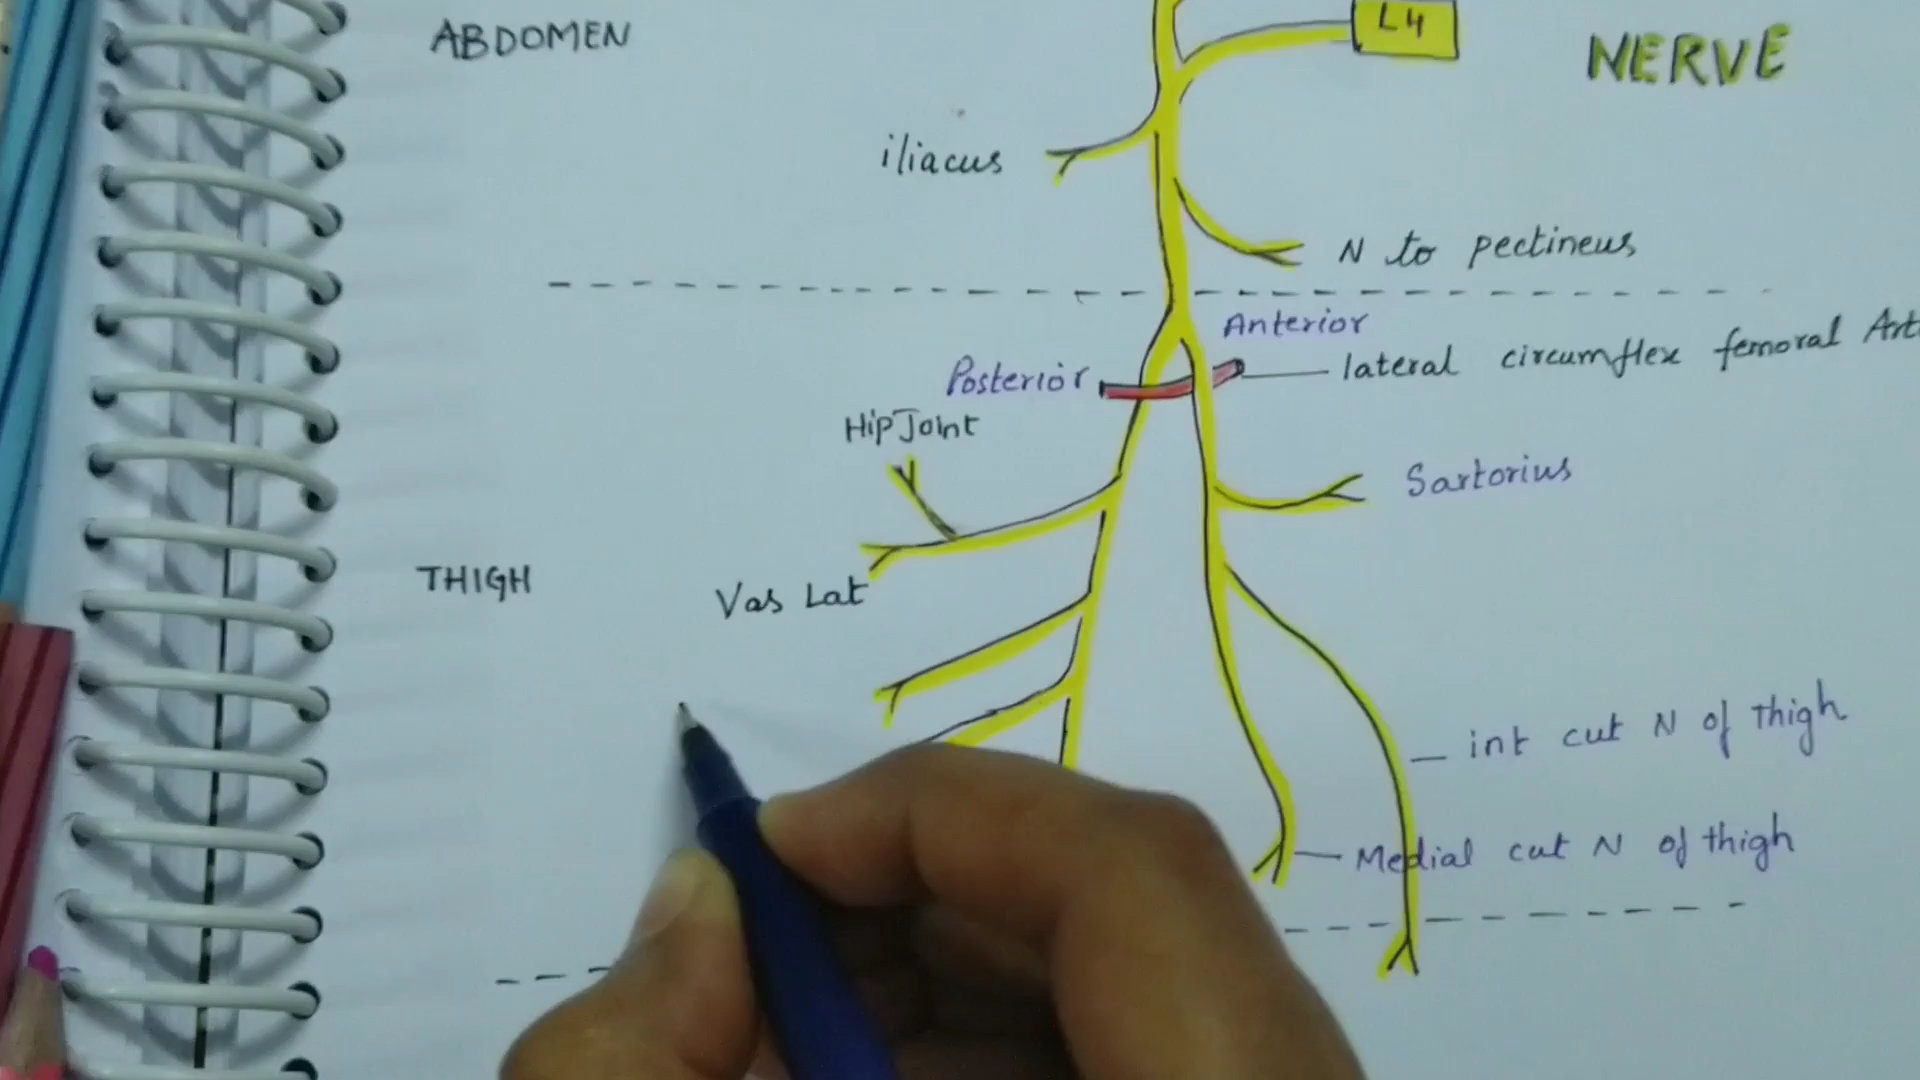 L4
ABDOMEN
NERVE
iliacus
N to pectineus
Anterior
lateral circumflex femoral
Posterior
Hip Joint
Sartorius
THIGH
Vas Lat
int cut N of thigh
Medial cut N of thigh